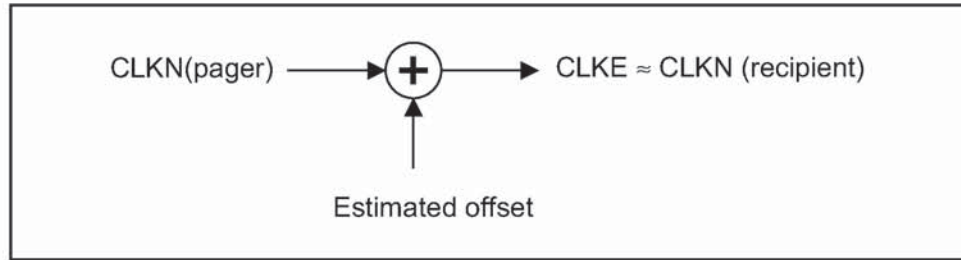 CLKN(pager) + CLKE ≈ CLKN (recipient)
Estimated offset